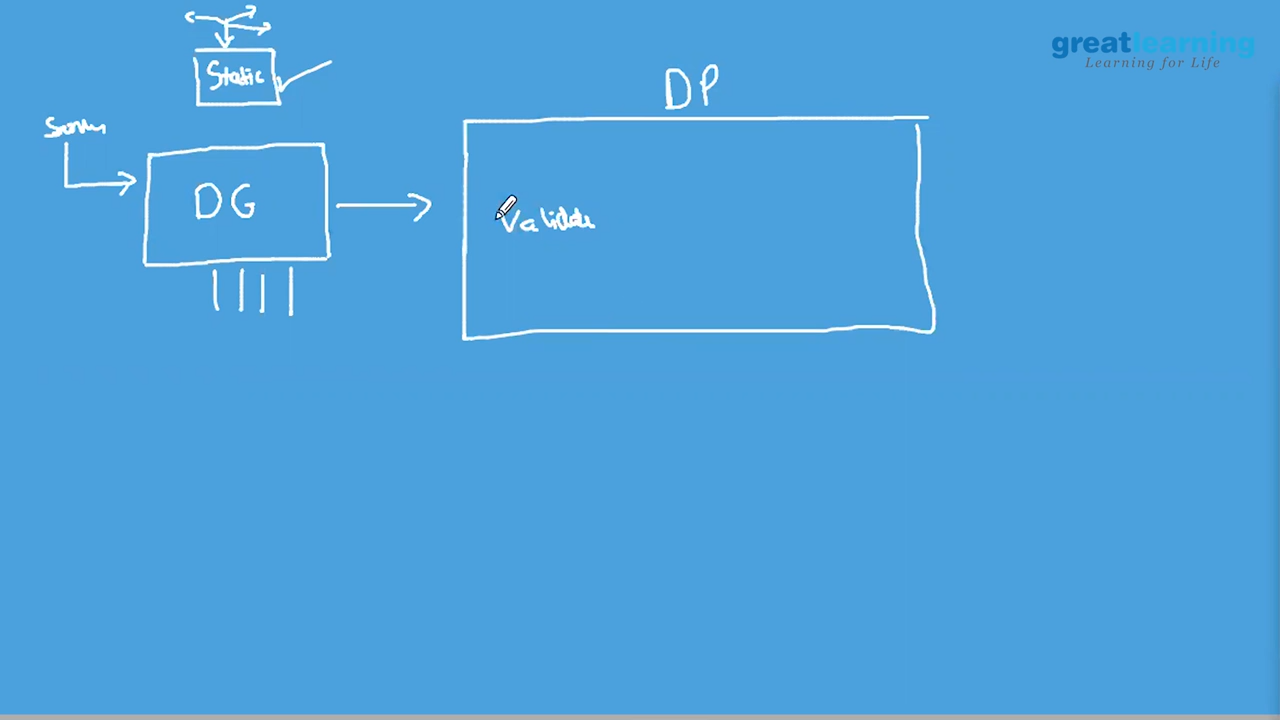 greatlearning
Learning for Life
Static
DP
DG